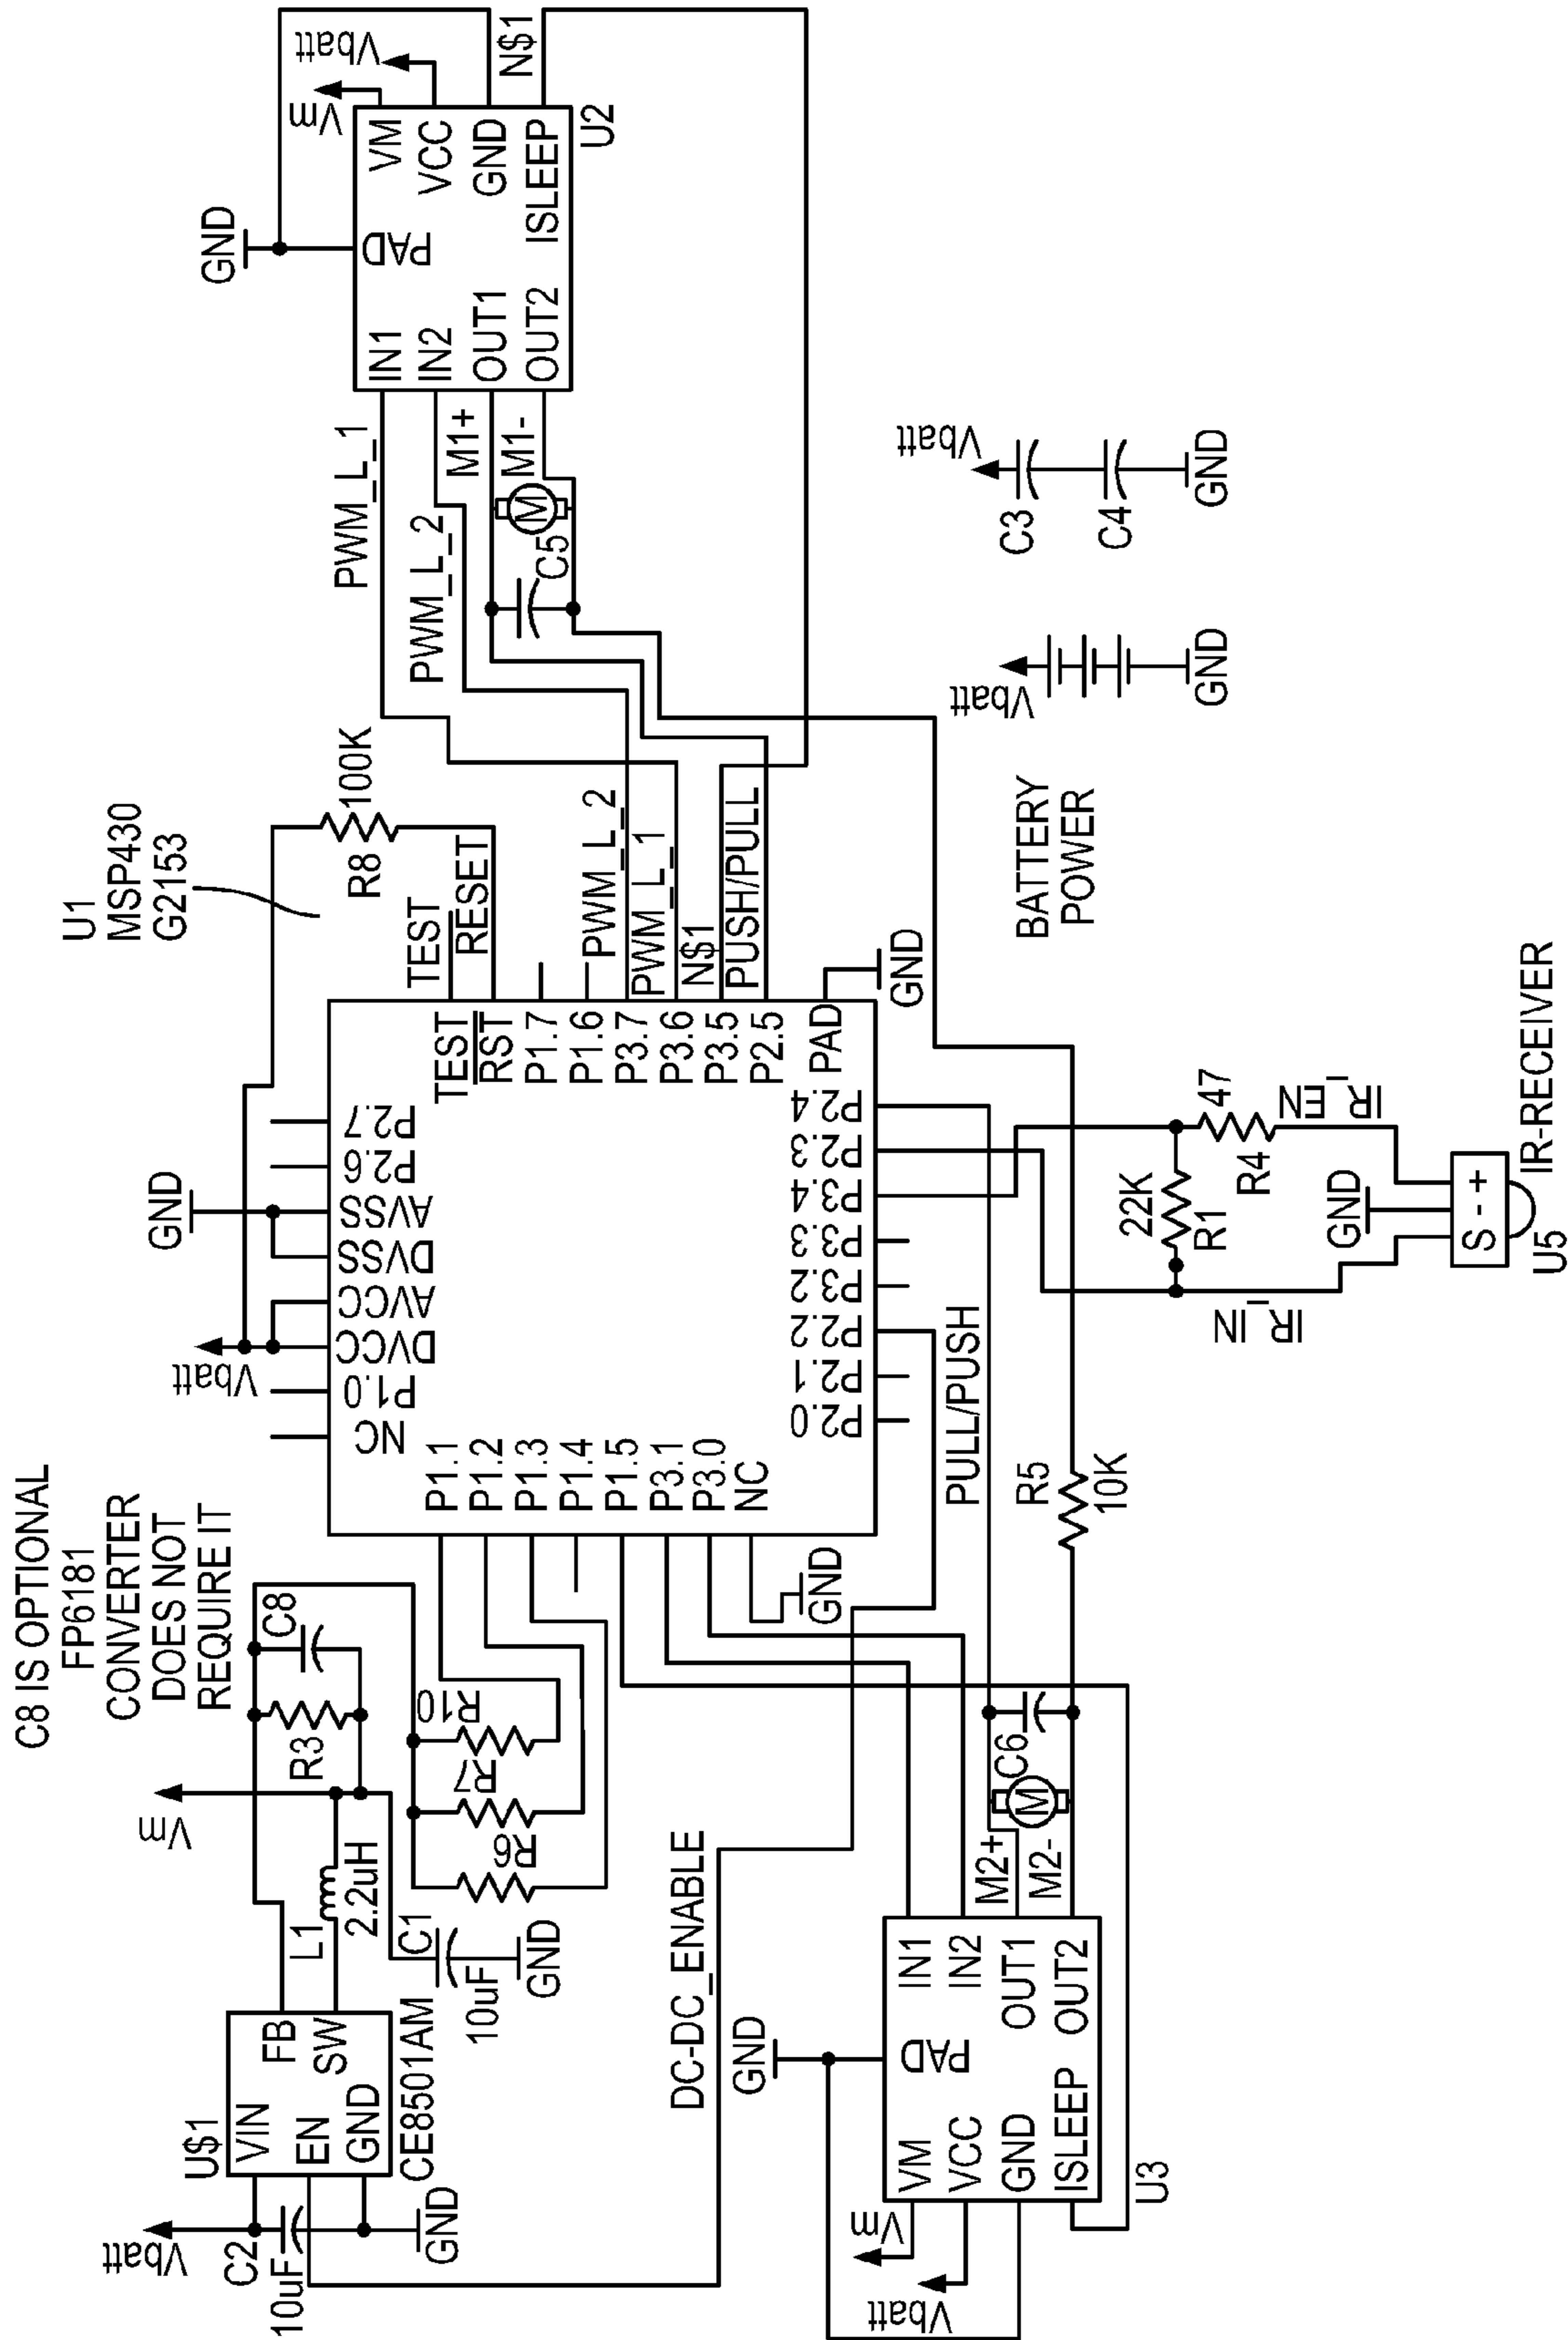 C8 IS OPTIONAL
FP6181
CONVERTER
DOES NOT
REQUIRE IT
U1
MSP430
G2153
Vbatt
C2
10uF
GND
U$1
VIN
EN
GND
FB
SW
CE8501AM
L1
2.2uH
Vm
R3
C8
C1
10uF
GND
R10
R7
R6
NC
P1.0
DVCC
AVCC
DVSS
AVSS
P2.6
P2.7
Vbatt
GND
P1.1
P1.2
P1.3
P1.4
P1.5
P3.1
P3.0
NC
GND
P2.0
P2.1
P2.2
P3.2
P3.3
P3.4
P2.3
P2.4
TEST
RST
P1.7
P1.6
P3.7
P3.6
P3.5
P2.5
PAD
GND
TEST
RESET
R8
100K
PWM_L_2
PWM_L_1
N$1
PUSH/PULL
PWM_L_1
PWM_L_2
M1+
M1-
M
C5
GND
IN1
IN2
OUT1
OUT2
PAD
VM
VCC
GND
ISLEEP
U2
Vm
Vbatt
N$1
DC-DC_ENABLE
GND
VM
VCC
GND
ISLEEP
PAD
IN1
IN2
OUT1
OUT2
U3
Vm
Vbatt
M2+
M2-
M
C6
PULL/PUSH
R5
10K
IR_IN
22K
R1
47
R4
IR_EN
GND
S - +
U5
IR-RECEIVER
BATTERY
POWER
Vbatt
GND
Vbatt
C3
C4
GND